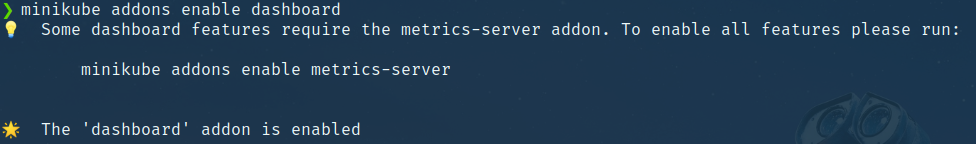 ❯ minikube addons enable dashboard
💡  Some dashboard features require the metrics-server addon. To enable all features please run:
minikube addons enable metrics-server
🌟  The 'dashboard' addon is enabled